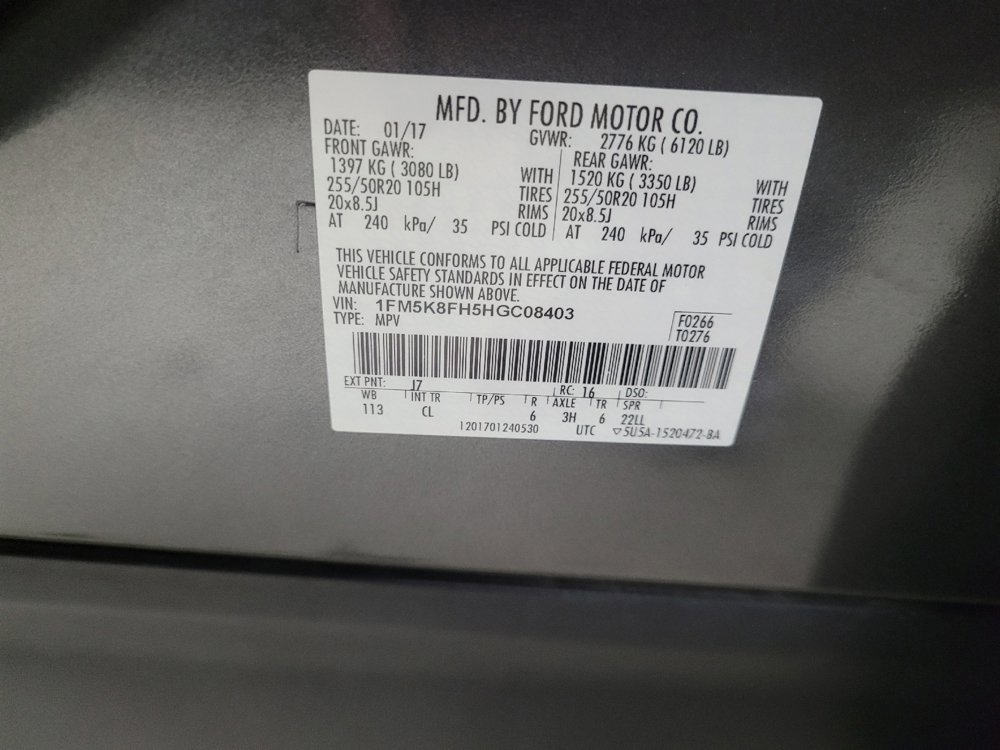 MFD. BY FORD MOTOR CO.
DATE: 01/17 GVWR: 2776 KG ( 6120 LB)
FRONT GAWR: REAR GAWR:
1397 KG ( 3080 LB) WITH 1520 KG ( 3350 LB) WITH
255/50R20 105H TIRES 255/50R20 105H TIRES
20x8.5J RIMS 20x8.5J RIMS
AT 240 kPa/ 35 PSI COLD AT 240 kPa/ 35 PSI COLD
THIS VEHICLE CONFORMS TO ALL APPLICABLE FEDERAL MOTOR
VEHICLE SAFETY STANDARDS IN EFFECT ON THE DATE OF
MANUFACTURE SHOWN ABOVE.
VIN: 1FM5K8FH5HGC08403
TYPE: MPV
F0266
T0276
EXT PNT: J7 RC: 16 DSO:
WB INT TR TP/PS R AXLE TR SPR
113 CL 6 3H 6 22LL
1201701240530 UTC ▽5U5A-1520472-BA